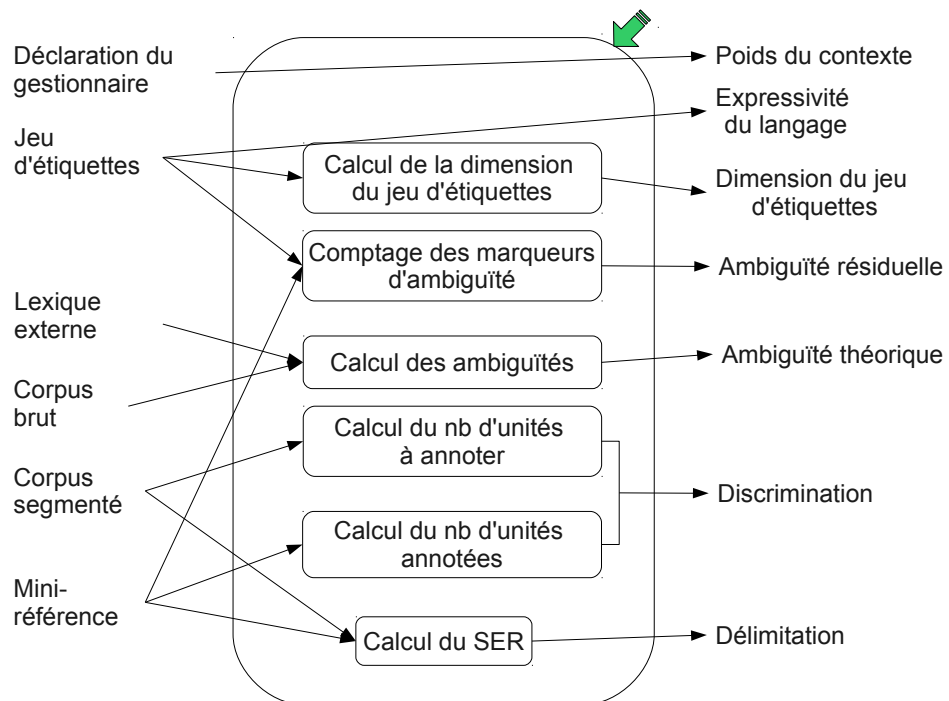 Déclaration du
gestionnaire
Jeu
d'étiquettes
Lexique
externe
Corpus
brut
Corpus
segmenté
Mini-
référence
Calcul de la dimension
du jeu d'étiquettes
Comptage des marqueurs
d'ambiguïté
Calcul des ambiguïtés
Calcul du nb d'unités
à annoter
Calcul du nb d'unités
annotées
Calcul du SER
Poids du contexte
Expressivité
du langage
Dimension du jeu
d'étiquettes
Ambiguïté résiduelle
Ambiguïté théorique
Discrimination
Délimitation